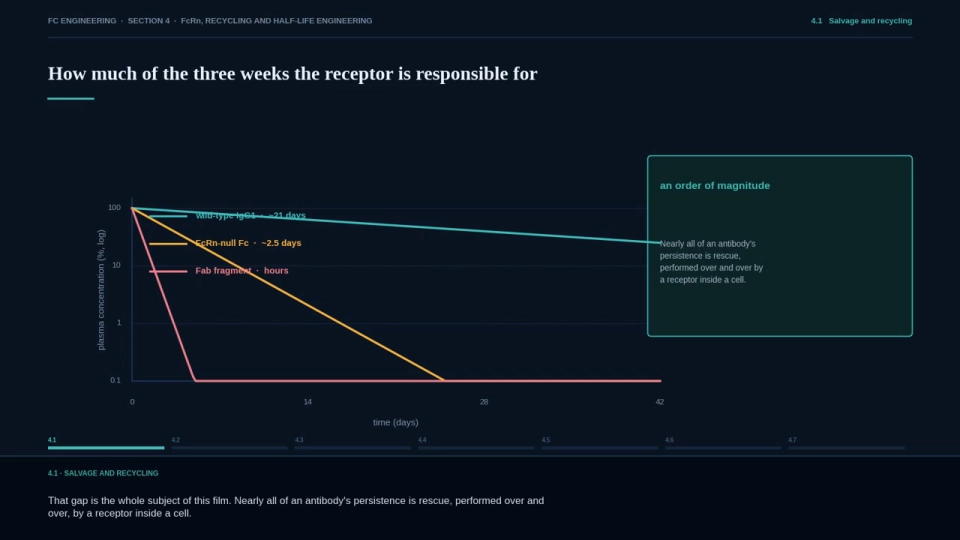 FC ENGINEERING · SECTION 4 · FcRn, RECYCLING AND HALF-LIFE ENGINEERING
4.1 Salvage and recycling
How much of the three weeks the receptor is responsible for
an order of magnitude
Nearly all of an antibody's
persistence is rescue,
performed over and over by
a receptor inside a cell.
plasma concentration (%, log)
100
10
1
0.1
Wild-type IgG1 · ~21 days
FcRn-null Fc · ~2.5 days
Fab fragment · hours
0
14
28
42
time (days)
4.1
4.2
4.3
4.4
4.5
4.6
4.7
4.1 · SALVAGE AND RECYCLING
That gap is the whole subject of this film. Nearly all of an antibody's persistence is rescue, performed over and
over, by a receptor inside a cell.